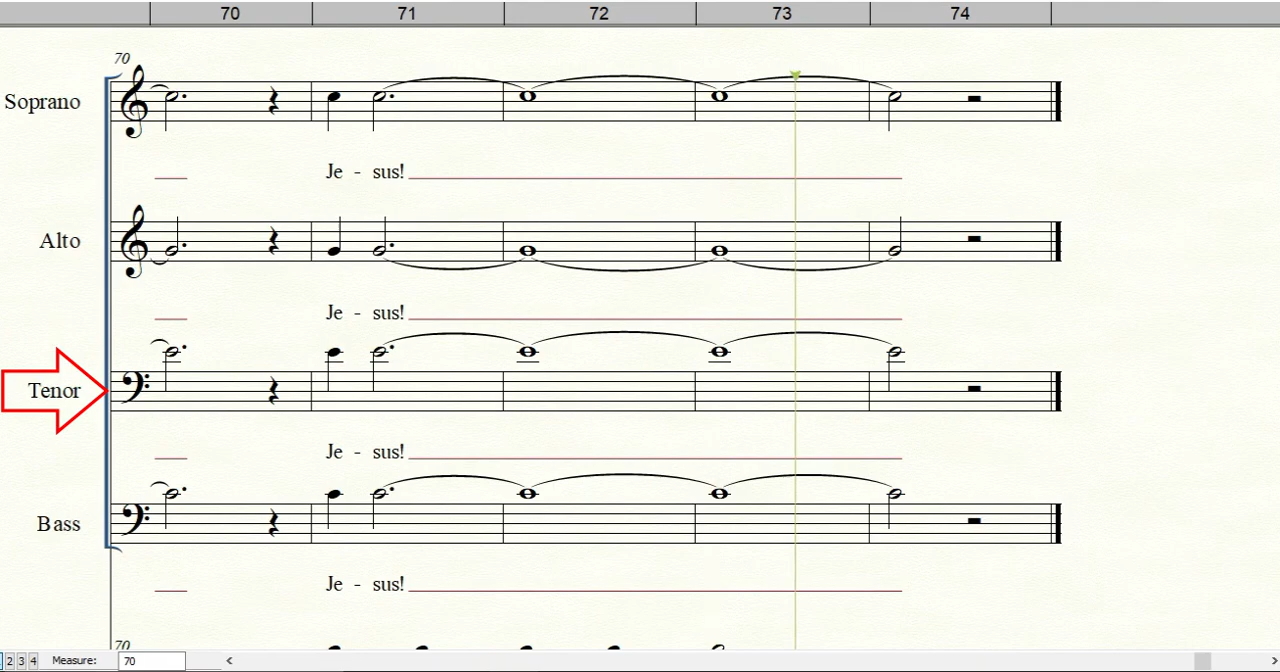 70 71 72 73 74
70
Soprano
Je - sus!
Alto
Je - sus!
Tenor
Je - sus!
Bass
Je - sus!
70
2 3 4 Measure: 70